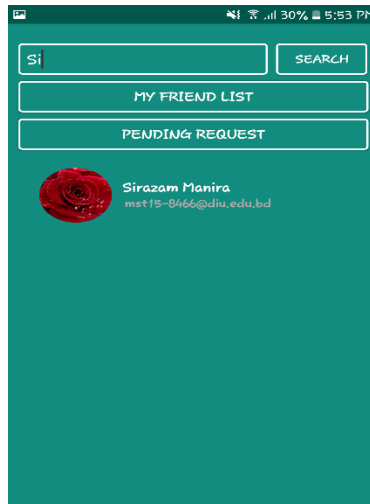 30% 5:53 PM
Si
SEARCH
MY FRIEND LIST
PENDING REQUEST
Sirazam Manira
mst15-8466@diu.edu.bd